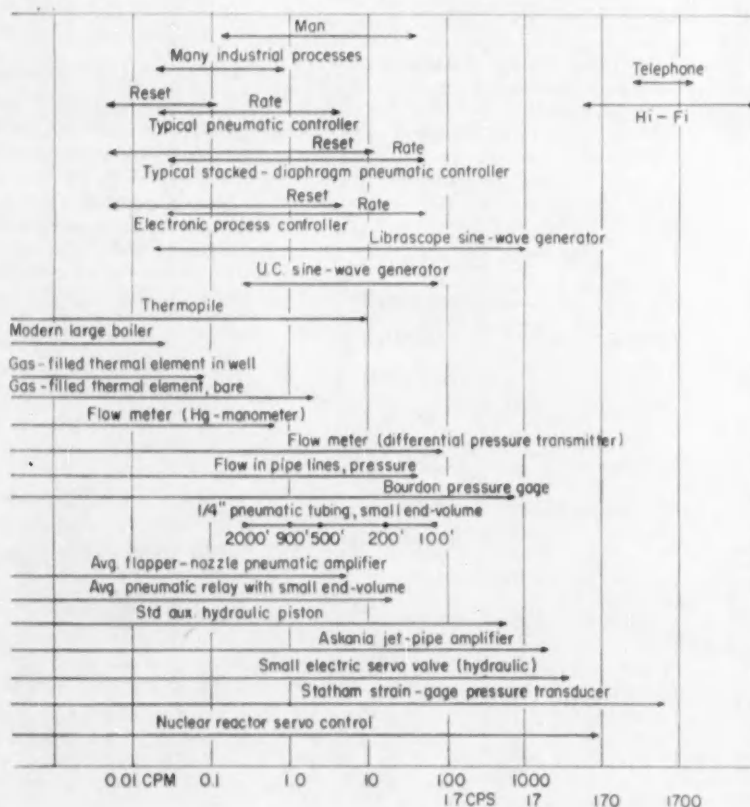 Man
Many industrial processes
Telephone
Reset
Rate
Hi-Fi
Typical pneumatic controller
Reset
Rate
Typical stacked-diaphragm pneumatic controller
Reset
Rate
Electronic process controller
Librascope sine-wave generator
U.C. sine-wave generator
Thermopile
Modern large boiler
Gas-filled thermal element in well
Gas-filled thermal element, bare
Flow meter (Hg-manometer)
Flow meter (differential pressure transmitter)
Flow in pipe lines, pressure
Bourdon pressure gage
1/4" pneumatic tubing, small end-volume
2000' 900' 500' 200' 100'
Avg. flapper-nozzle pneumatic amplifier
Avg. pneumatic relay with small end-volume
Std aux. hydraulic piston
Askania jet-pipe amplifier
Small electric servo valve (hydraulic)
Statham strain-gage pressure transducer
Nuclear reactor servo control
0.01 CPM 0.1 1.0 10 100 1000
1.7 CPS 17 170 1700